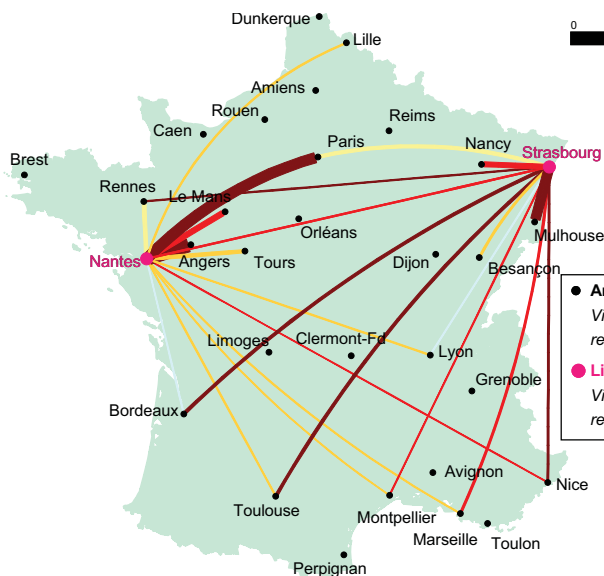 Dunkerque
0
Lille
Amiens
Rouen
Reims
Caen
Paris
Nancy
Strasbourg
Brest
Rennes
Le Mans
Orléans
Mulhouse
Nantes
Angers
Tours
Dijon
Besançon
Limoges
Clermont-Fd
Lyon
Grenoble
Bordeaux
Avignon
Nice
Toulouse
Montpellier
Marseille
Toulon
Perpignan